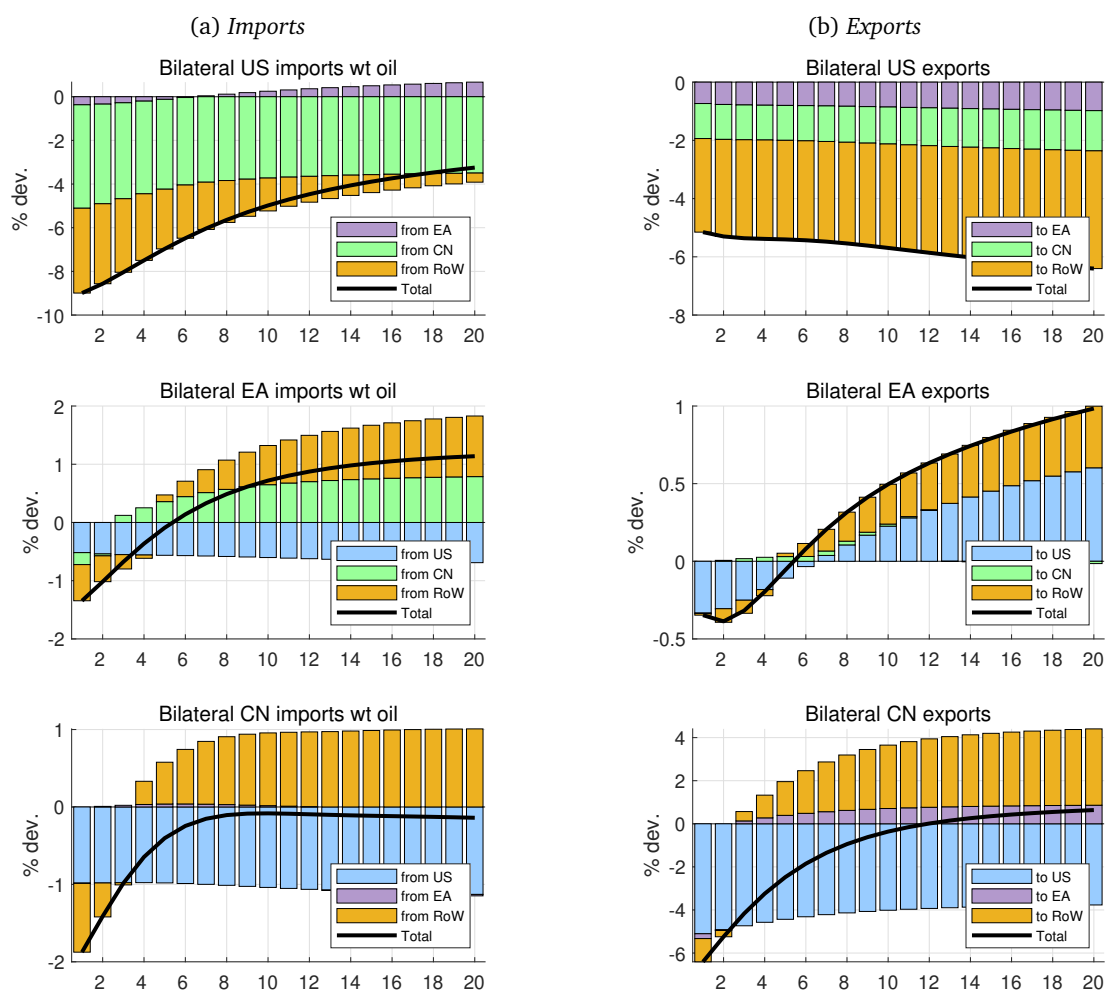 (a) Imports
(b) Exports
Bilateral US imports wt oil
% dev.
0
-2
-4
-6
-8
-10
from EA
from CN
from RoW
Total
2 4 6 8 10 12 14 16 18 20
Bilateral US exports
% dev.
0
-2
-4
-6
-8
to EA
to CN
to RoW
Total
2 4 6 8 10 12 14 16 18 20
Bilateral EA imports wt oil
% dev.
2
1
0
-1
-2
from US
from CN
from RoW
Total
2 4 6 8 10 12 14 16 18 20
Bilateral EA exports
% dev.
1
0.5
0
-0.5
to US
to CN
to RoW
Total
2 4 6 8 10 12 14 16 18 20
Bilateral CN imports wt oil
% dev.
1
0
-1
-2
from US
from EA
from RoW
Total
2 4 6 8 10 12 14 16 18 20
Bilateral CN exports
% dev.
4
2
0
-2
-4
-6
to US
to EA
to RoW
Total
2 4 6 8 10 12 14 16 18 20